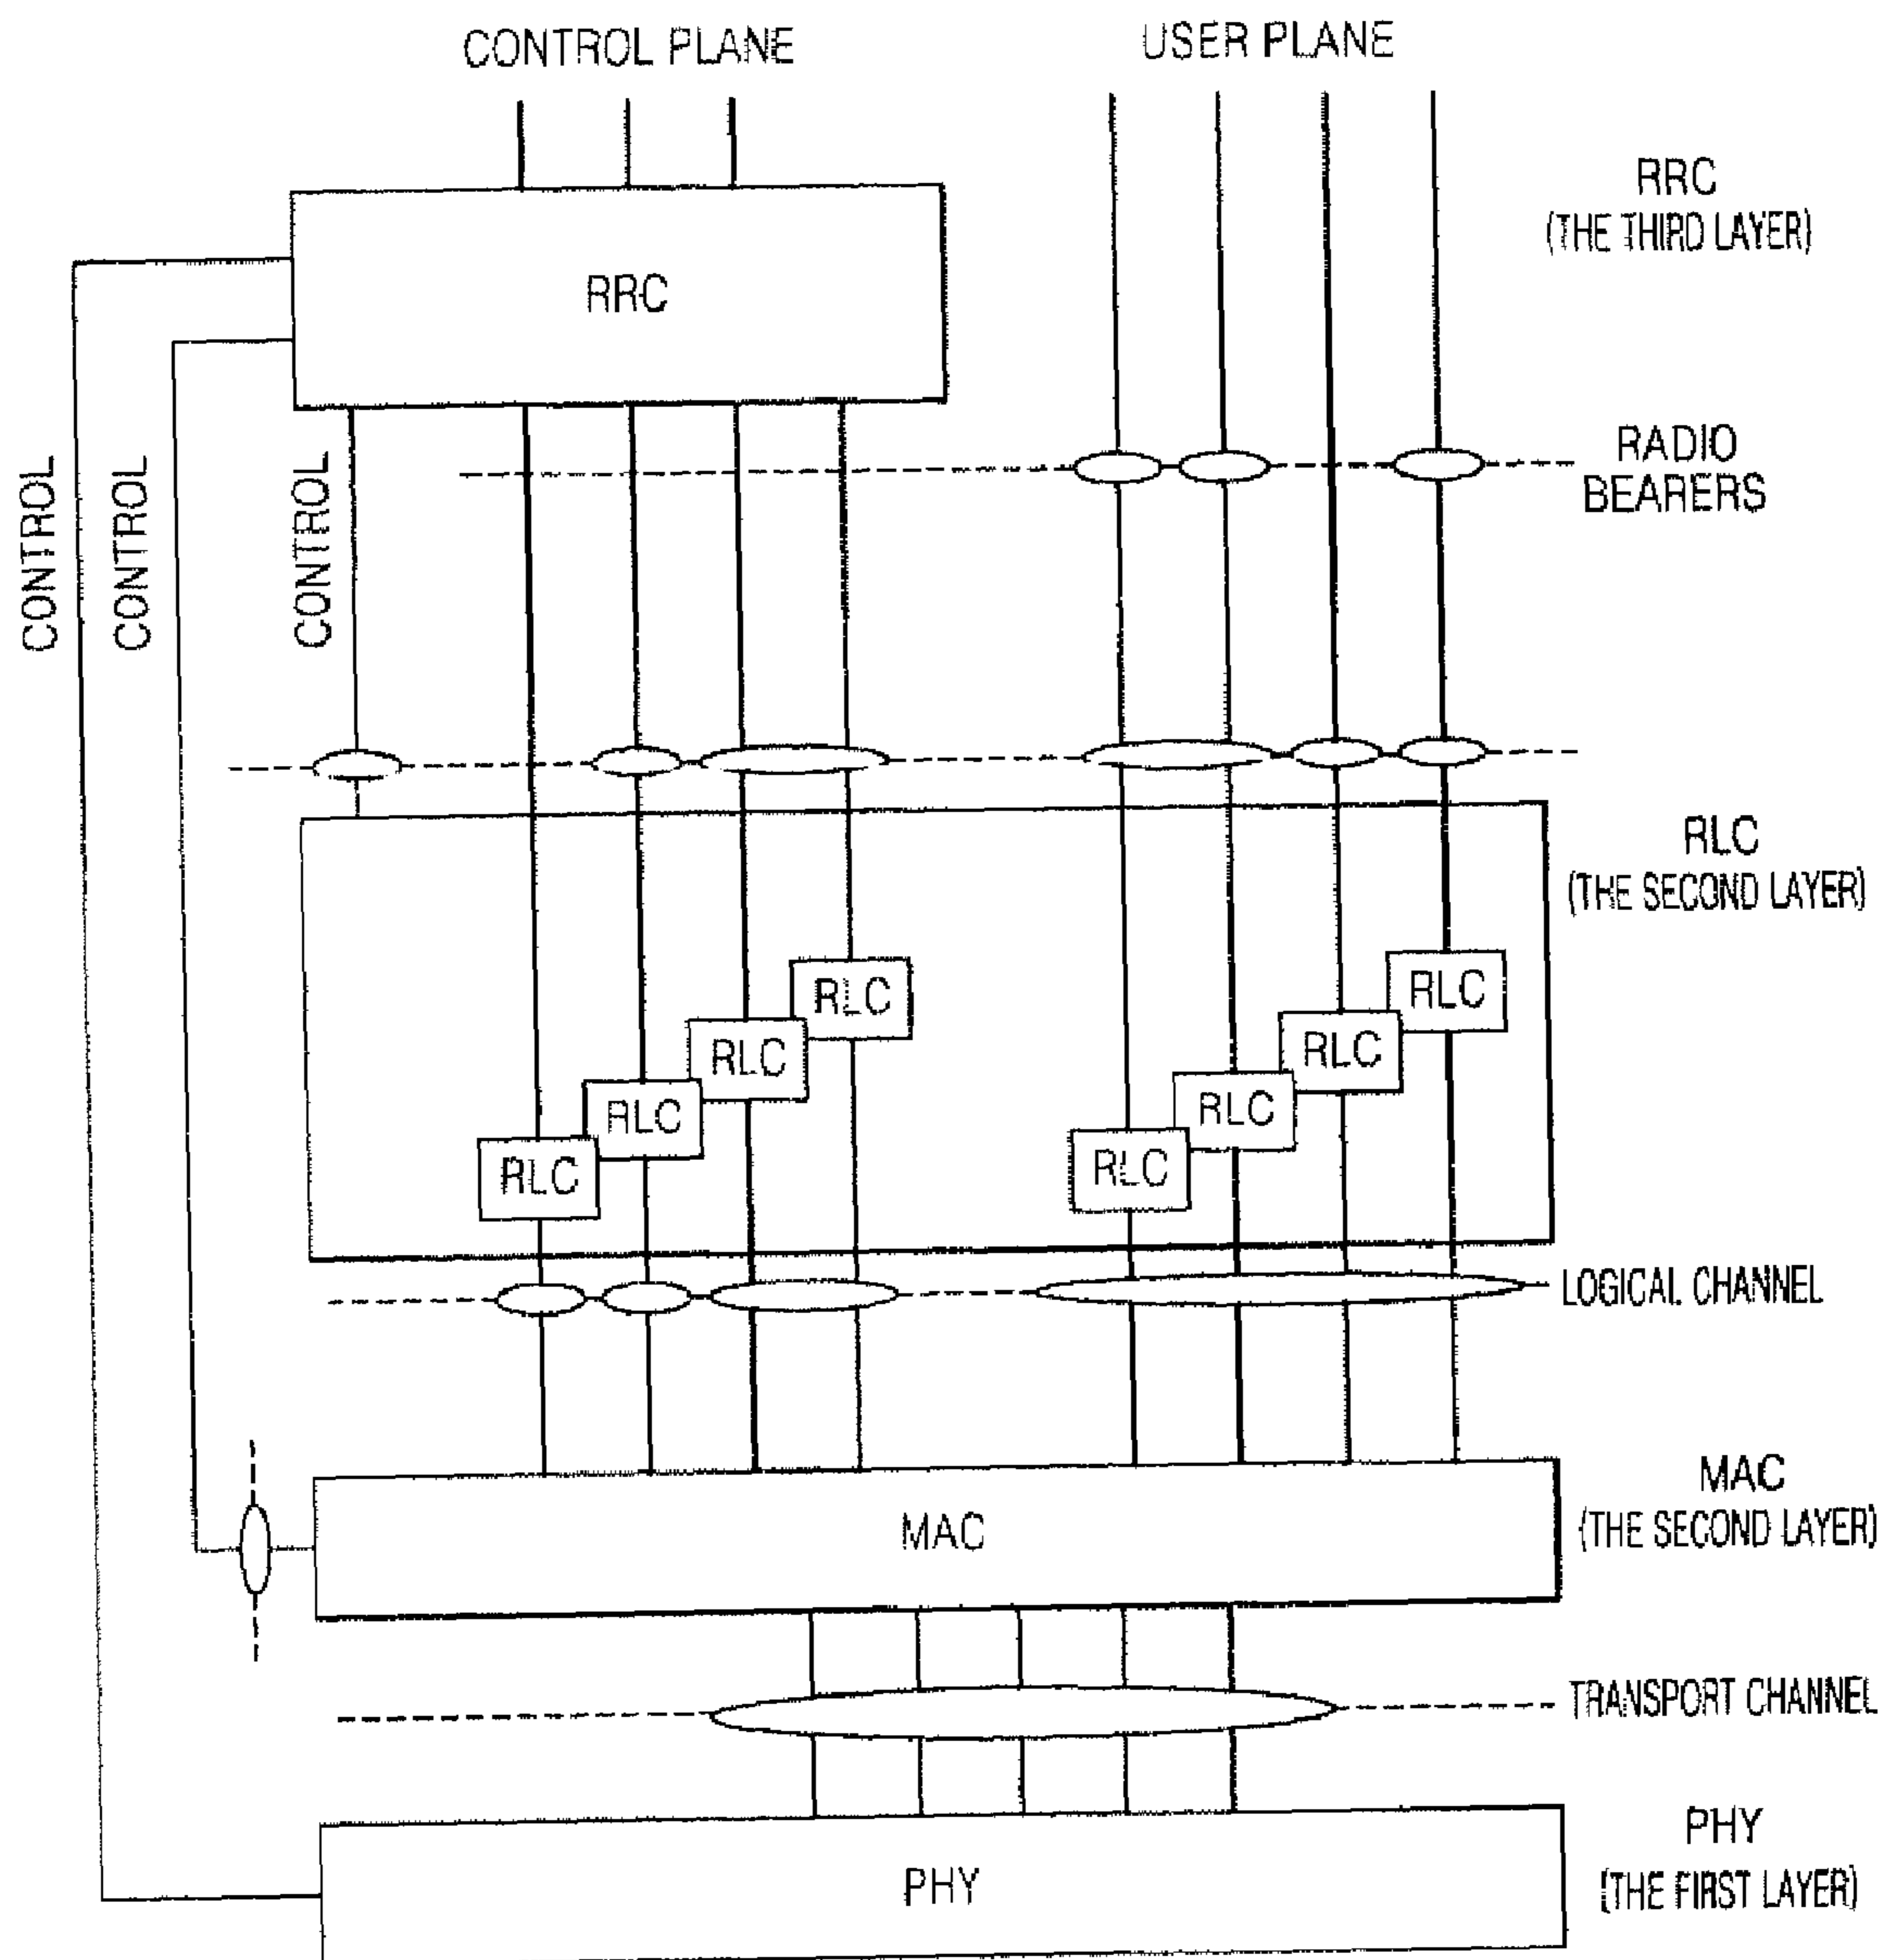 CONTROL PLANE
USER PLANE
RRC
(THE THIRD LAYER)
RRC
RADIO
BEARERS
CONTROL
CONTROL
CONTROL
RLC
(THE SECOND LAYER)
RLC
RLC
RLC
RLC
RLC
RLC
RLC
RLC
LOGICAL CHANNEL
MAC
(THE SECOND LAYER)
MAC
TRANSPORT CHANNEL
PHY
(THE FIRST LAYER)
PHY